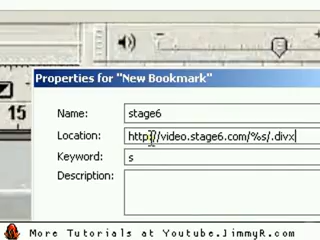 Properties for "New Bookmark"
15
Name: stage6
Location: http://video.stage6.com/%s/.divx
Keyword: s
Description:
More Tutorials at Youtube.JimmyR.com